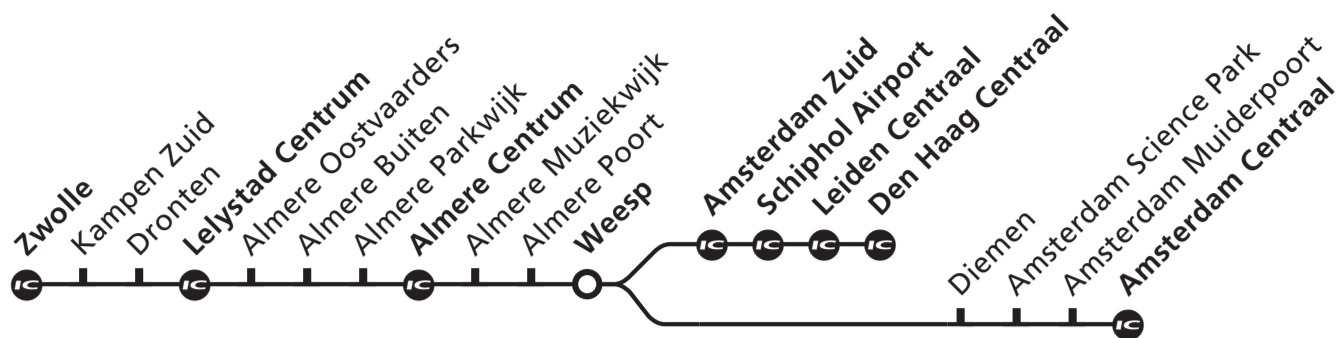 Zwolle
Kampen Zuid
Dronten
Lelystad Centrum
Almere Oostvaarders
Almere Buiten
Almere Parkwijk
Almere Centrum
Almere Muziekwijk
Almere Poort
Weesp
Amsterdam Zuid
Schiphol Airport
Leiden Centraal
Den Haag Centraal
Diemen
Amsterdam Science Park
Amsterdam Muiderpoort
Amsterdam Centraal
IC
IC
IC
IC
IC
IC
IC
IC